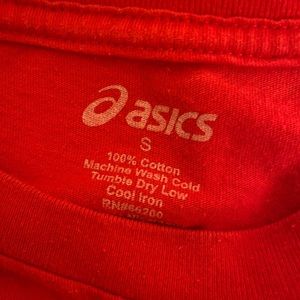 asics
S
100% Cotton
Machine Wash Cold
Tumble Dry Low
Cool Iron